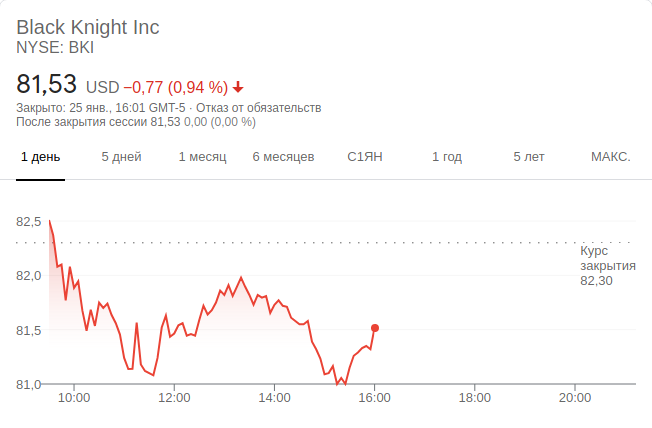 Black Knight Inc
NYSE: BKI
81,53 USD −0,77 (0,94 %)
Закрыто: 25 янв., 16:01 GMT-5 · Отказ от обязательств
После закрытия сессии 81,53 0,00 (0,00 %)
1 день 5 дней 1 месяц 6 месяцев С1ЯН 1 год 5 лет МАКС.
82,5
Курс
закрытия
82,30
82,0
81,5
81,0
10:00 12:00 14:00 16:00 18:00 20:00